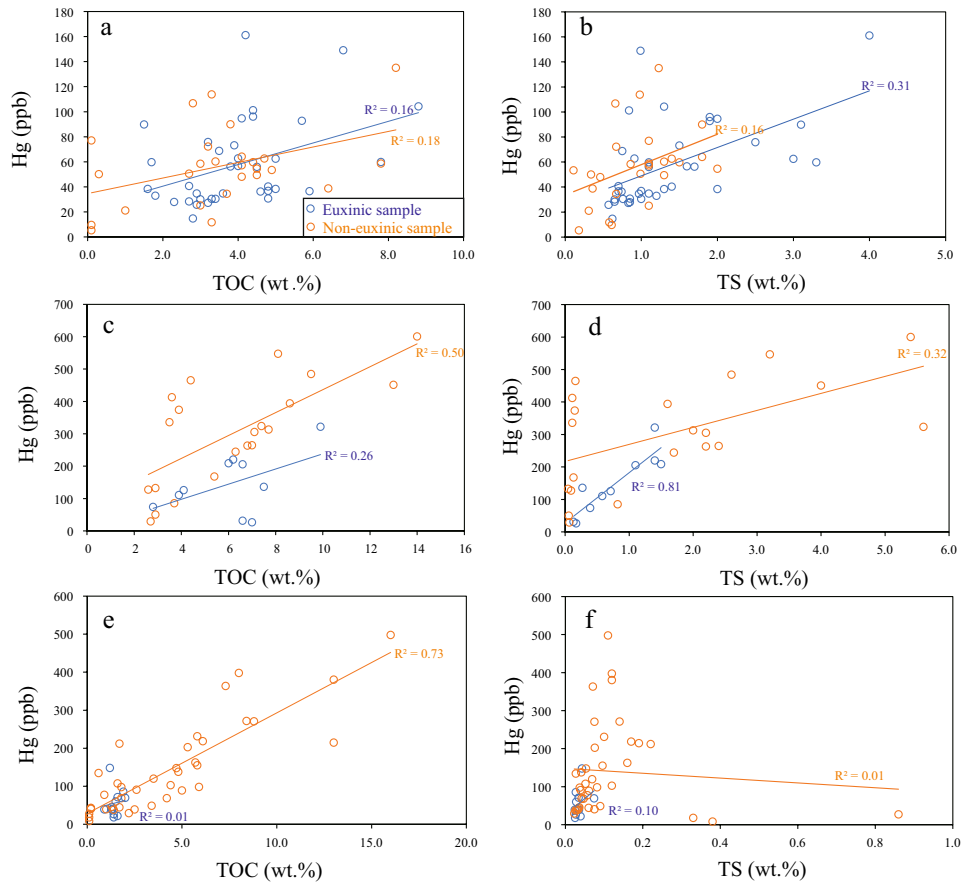 a
180
160
140
120
100
80
60
40
20
0
Hg (ppb)
R² = 0.16
R² = 0.18
Euxinic sample
Non-euxinic sample
0.0 2.0 4.0 6.0 8.0 10.0
TOC (wt.%)
b
180
160
140
120
100
80
60
40
20
0
Hg (ppb)
R² = 0.31
R² = 0.16
0.0 1.0 2.0 3.0 4.0 5.0
TS (wt.%)
c
700
600
500
400
300
200
100
0
Hg (ppb)
R² = 0.50
R² = 0.26
0 2 4 6 8 10 12 14 16
TOC (wt.%)
d
700
600
500
400
300
200
100
0
Hg (ppb)
R² = 0.32
R² = 0.81
0.0 1.0 2.0 3.0 4.0 5.0 6.0
TS (wt.%)
e
600
500
400
300
200
100
0
Hg (ppb)
R² = 0.73
R² = 0.01
0.0 5.0 10.0 15.0 20.0
TOC (wt.%)
f
600
500
400
300
200
100
0
Hg (ppb)
R² = 0.01
R² = 0.10
0.0 0.2 0.4 0.6 0.8 1.0
TS (wt.%)